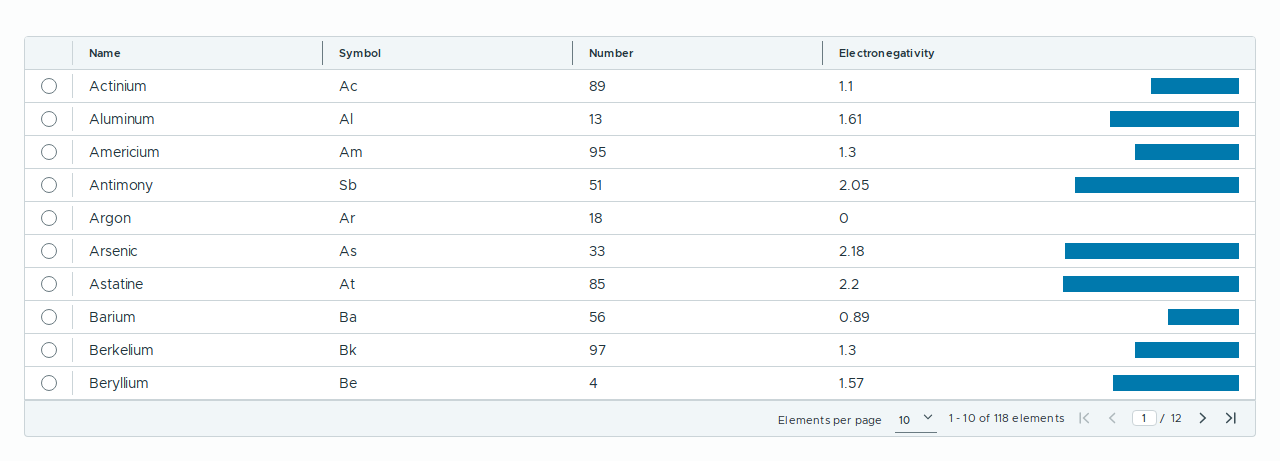 Name Symbol Number Electronegativity
Actinium Ac 89 1.1
Aluminum Al 13 1.61
Americium Am 95 1.3
Antimony Sb 51 2.05
Argon Ar 18 0
Arsenic As 33 2.18
Astatine At 85 2.2
Barium Ba 56 0.89
Berkelium Bk 97 1.3
Beryllium Be 4 1.57
Elements per page 10 1 - 10 of 118 elements 1 / 12